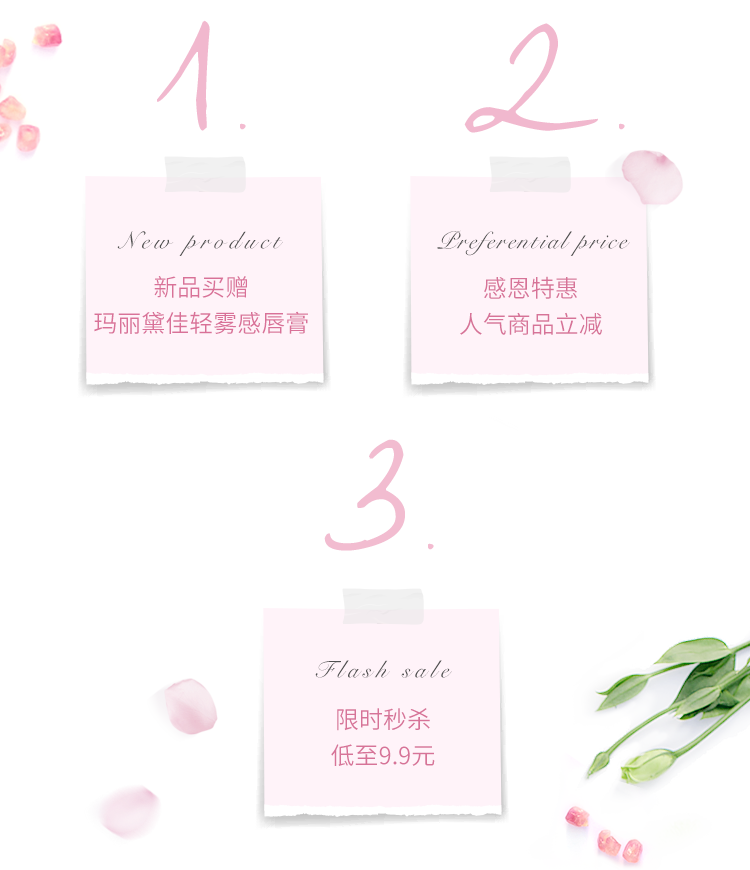 1.
2.
New product
新品买赠
玛丽黛佳轻雾感唇膏
Preferential price
感恩特惠
人气商品立减
3.
Flash sale
限时秒杀
低至9.9元